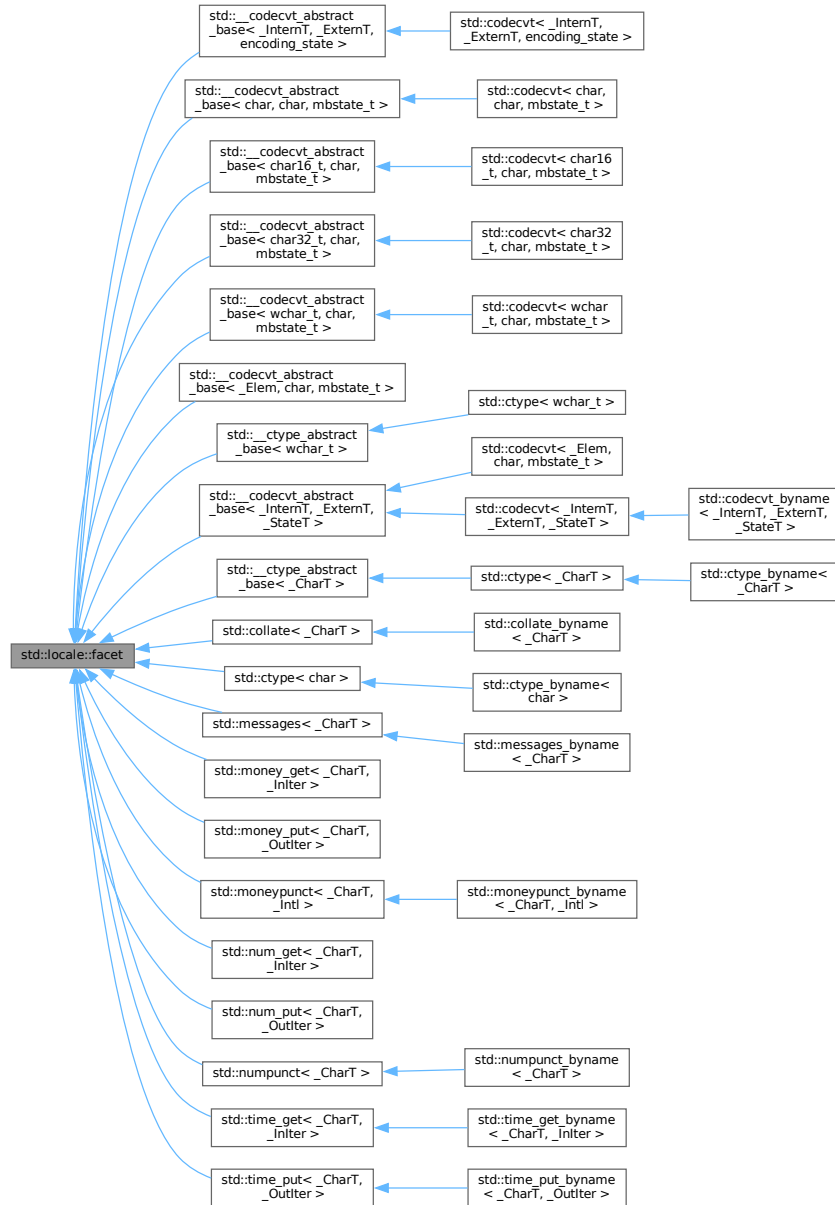 std::__codecvt_abstract
_base< _InternT, _ExternT,
encoding_state >
std::codecvt< _InternT,
_ExternT, encoding_state >
std::__codecvt_abstract
_base< char, char, mbstate_t >
std::codecvt< char,
char, mbstate_t >
std::__codecvt_abstract
_base< char16_t, char,
mbstate_t >
std::codecvt< char16
_t, char, mbstate_t >
std::__codecvt_abstract
_base< char32_t, char,
mbstate_t >
std::codecvt< char32
_t, char, mbstate_t >
std::__codecvt_abstract
_base< wchar_t, char,
mbstate_t >
std::codecvt< wchar
_t, char, mbstate_t >
std::__codecvt_abstract
_base< _Elem, char, mbstate_t >
std::__ctype_abstract
_base< wchar_t >
std::ctype< wchar_t >
std::__codecvt_abstract
_base< _InternT, _ExternT,
_StateT >
std::codecvt< _Elem,
char, mbstate_t >
std::codecvt< _InternT,
_ExternT, _StateT >
std::codecvt_byname
< _InternT, _ExternT,
_StateT >
std::__ctype_abstract
_base< _CharT >
std::ctype< _CharT >
std::ctype_byname<
_CharT >
std::locale::facet
std::collate< _CharT >
std::collate_byname
< _CharT >
std::ctype< char >
std::ctype_byname<
char >
std::messages< _CharT >
std::messages_byname
< _CharT >
std::money_get< _CharT,
_InIter >
std::money_put< _CharT,
_OutIter >
std::moneypunct< _CharT,
_Intl >
std::moneypunct_byname
< _CharT, _Intl >
std::num_get< _CharT,
_InIter >
std::num_put< _CharT,
_OutIter >
std::numpunct< _CharT >
std::numpunct_byname
< _CharT >
std::time_get< _CharT,
_InIter >
std::time_get_byname
< _CharT, _InIter >
std::time_put< _CharT,
_OutIter >
std::time_put_byname
< _CharT, _OutIter >